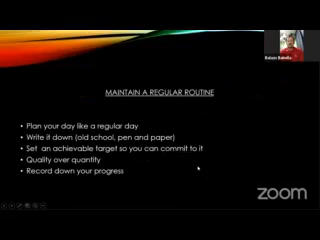 MAINTAIN A REGULAR ROUTINE
• Plan your day like a regular day
• Write it down (old school, pen and paper)
• Set an achievable target so you can commit to it
• Quality over quantity
• Record down your progress
zoom